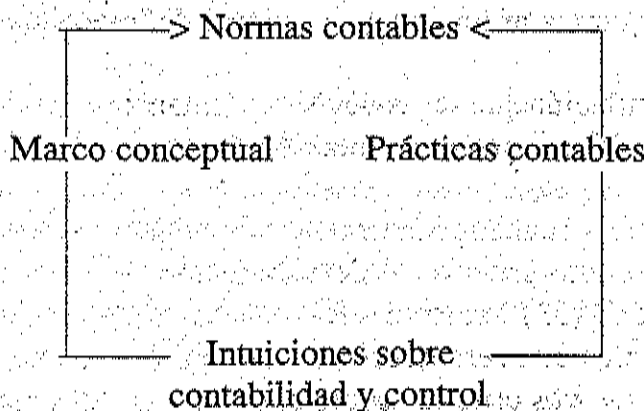 > Normas contables <
Marco conceptual Prácticas contables
Intuiciones sobre
contabilidad y control